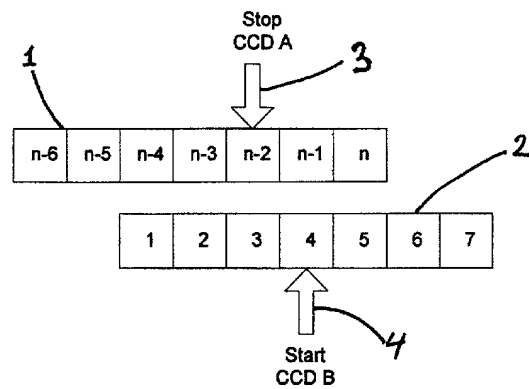 Stop
CCD A
1
3
n-6 n-5 n-4 n-3 n-2 n-1 n
2
1 2 3 4 5 6 7
4
Start
CCD B